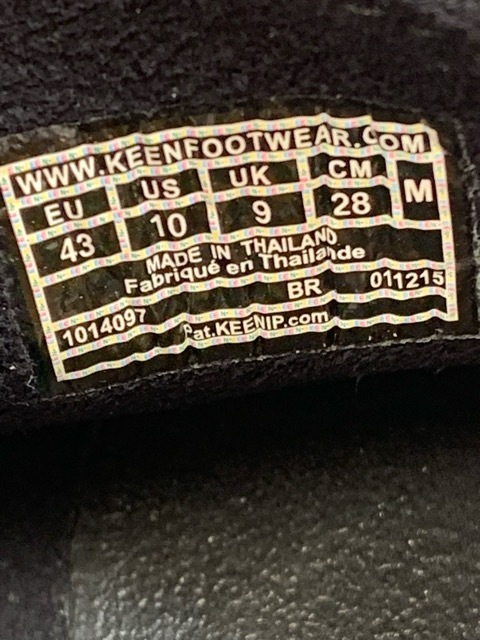 WWW.KEENFOOTWEAR.COM
EU US UK CM M
43 10 9 28
MADE IN THAILAND
Fabriqué en Thaïlande
1014097 BR 011215
Pat.KEENIP.com